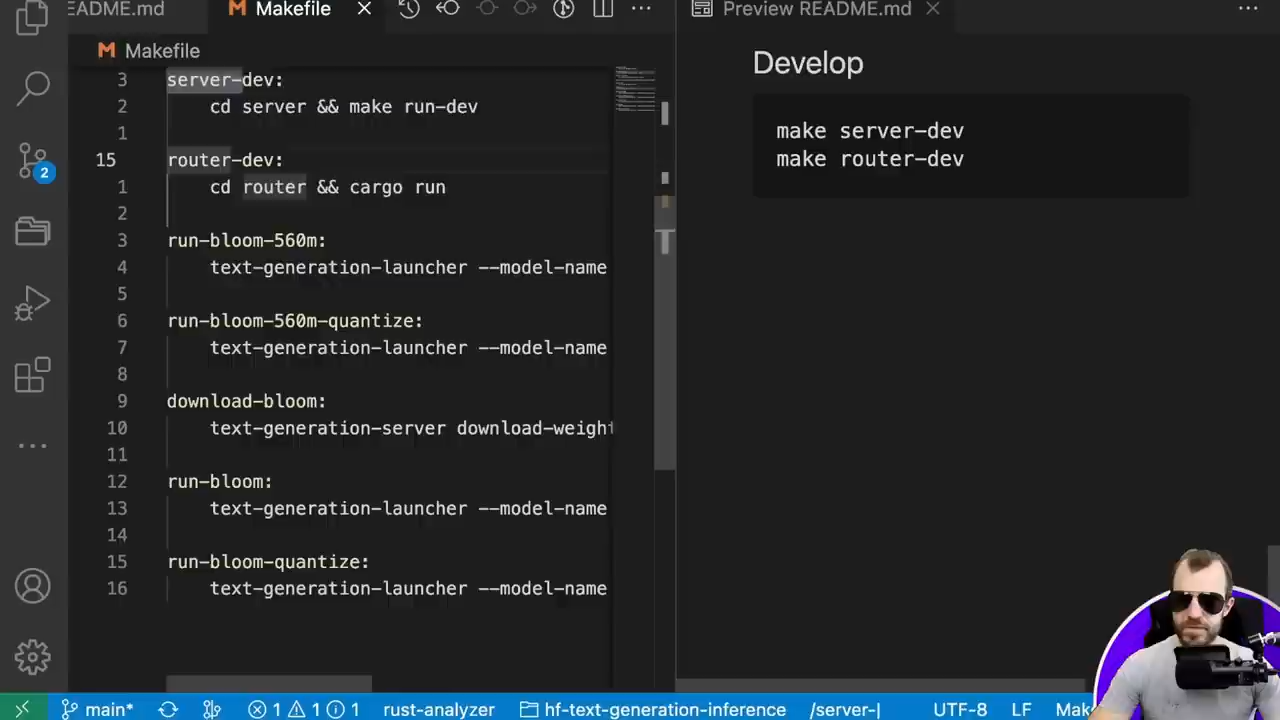 EADME.md
Makefile
Preview README.md
Makefile
3 server-dev:
2 cd server && make run-dev
1
15 router-dev:
1 cd router && cargo run
2
3 run-bloom-560m:
4 text-generation-launcher --model-name
5
6 run-bloom-560m-quantize:
7 text-generation-launcher --model-name
8
9 download-bloom:
10 text-generation-server download-weight
11
12 run-bloom:
13 text-generation-launcher --model-name
14
15 run-bloom-quantize:
16 text-generation-launcher --model-name
Develop
make server-dev
make router-dev
2
main* 1 1 1 rust-analyzer hf-text-generation-inference /server-| UTF-8 LF Make